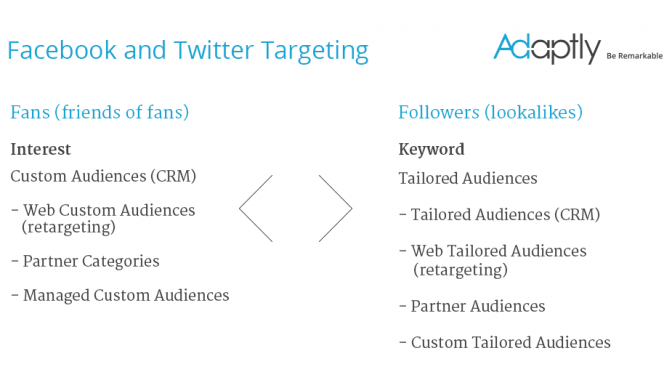 Facebook and Twitter Targeting
Adaptly
Be Remarkable
Fans (friends of fans)
Interest
Custom Audiences (CRM)
- Web Custom Audiences
(retargeting)
- Partner Categories
- Managed Custom Audiences
Followers (lookalikes)
Keyword
Tailored Audiences
- Tailored Audiences (CRM)
- Web Tailored Audiences
(retargeting)
- Partner Audiences
- Custom Tailored Audiences